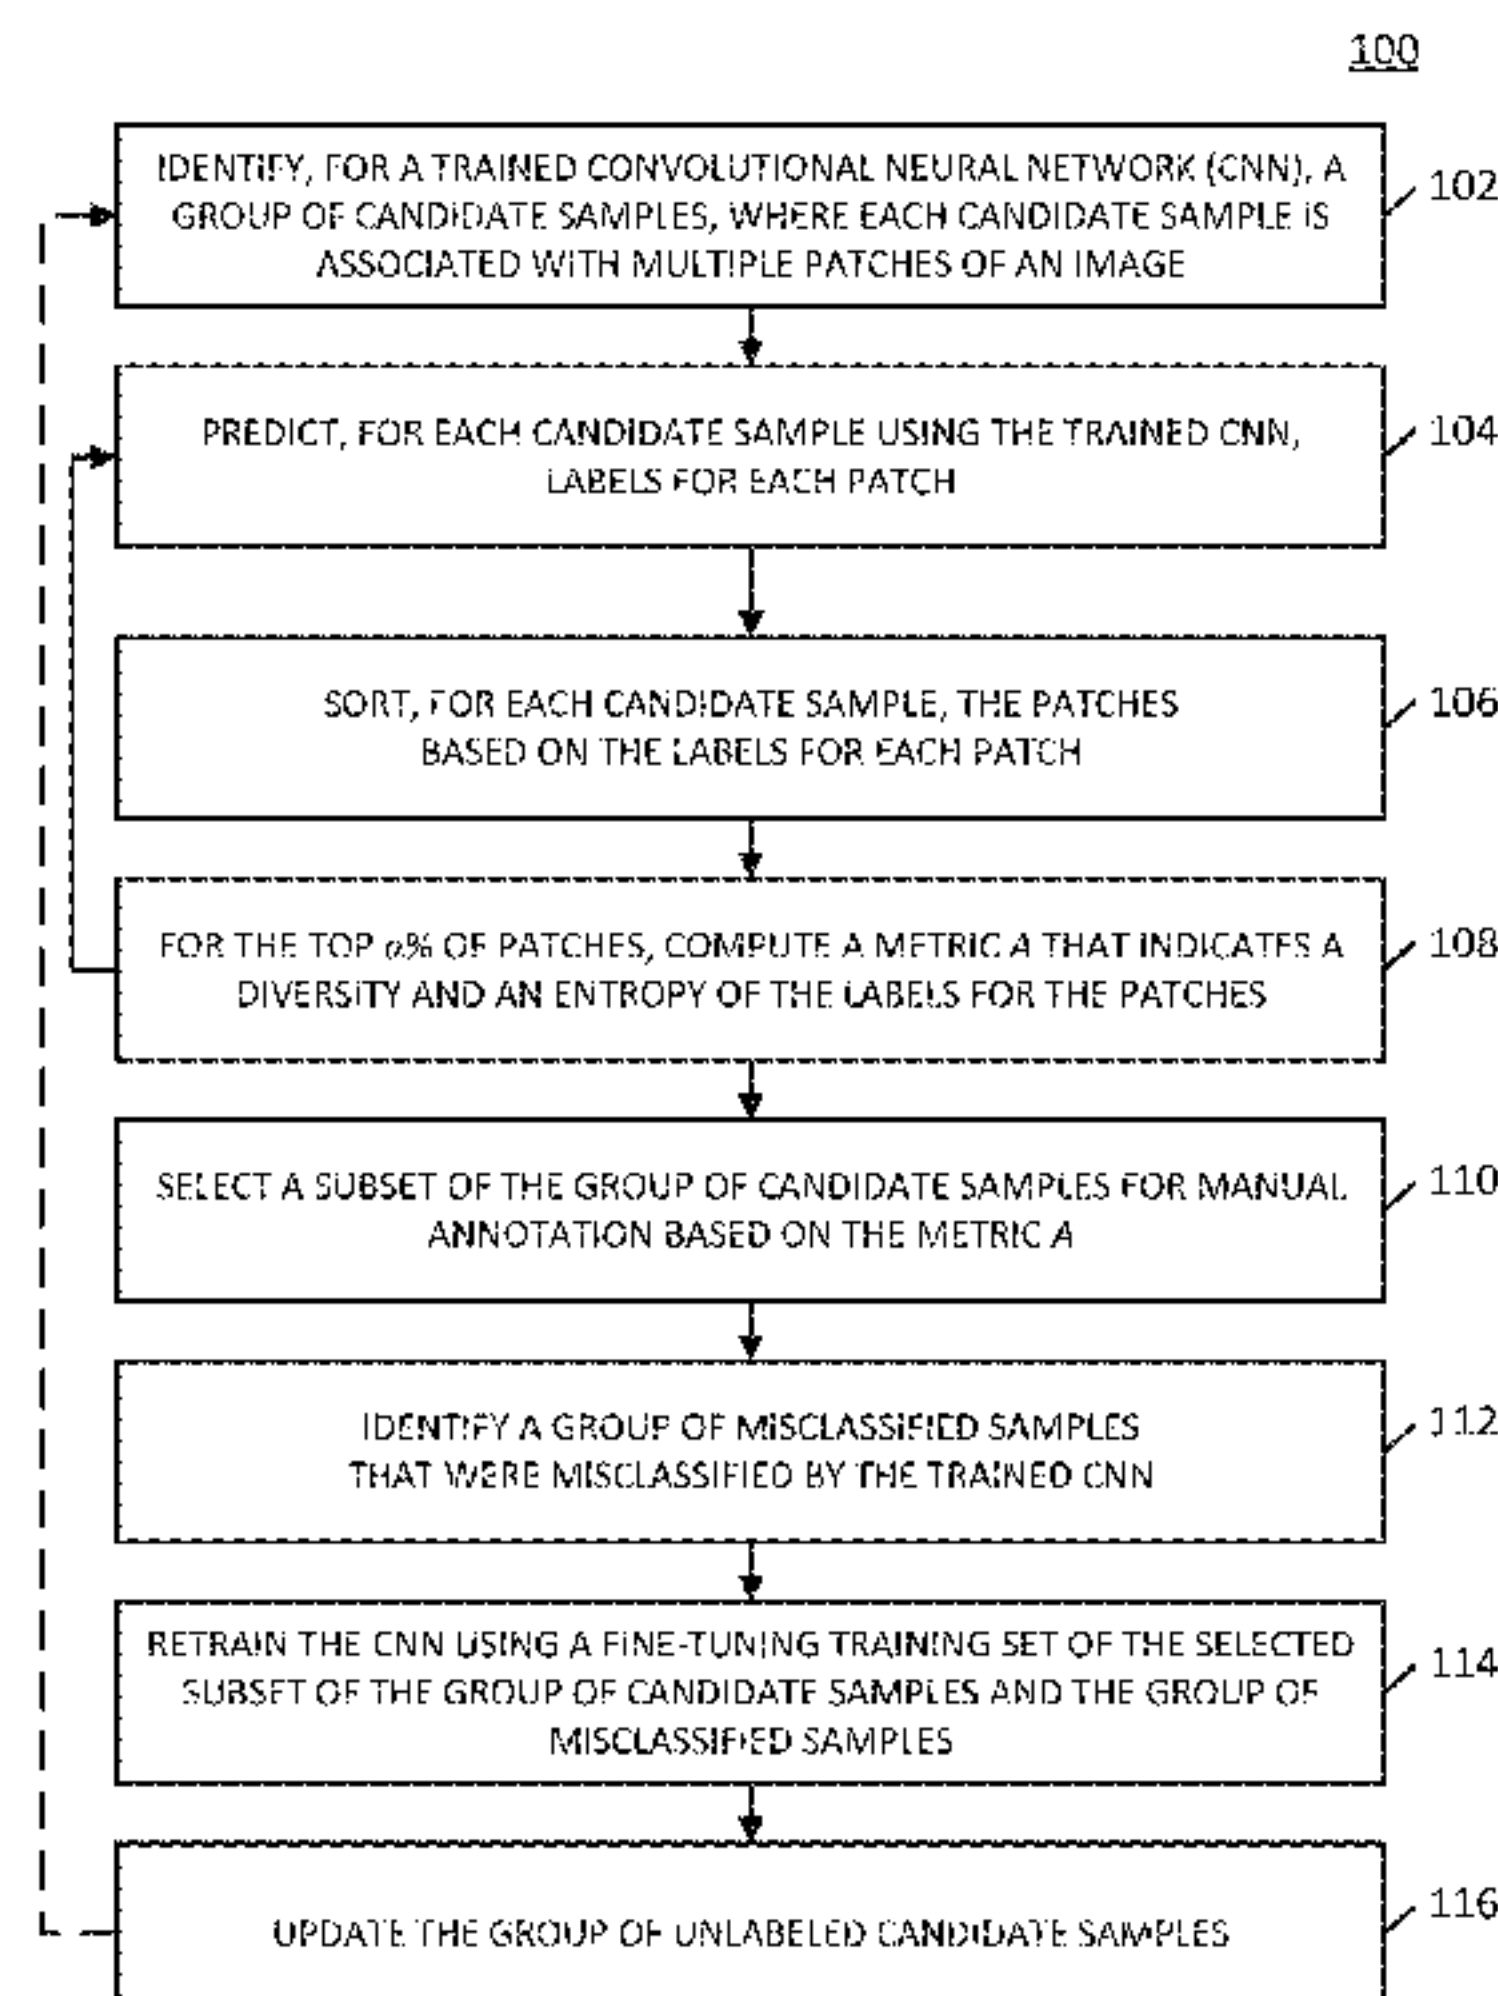 100
IDENTIFY, FOR A TRAINED CONVOLUTIONAL NEURAL NETWORK (CNN), A
GROUP OF CANDIDATE SAMPLES, WHERE EACH CANDIDATE SAMPLE IS
ASSOCIATED WITH MULTIPLE PATCHES OF AN IMAGE
102
PREDICT, FOR EACH CANDIDATE SAMPLE USING THE TRAINED CNN,
LABELS FOR EACH PATCH
104
SORT, FOR EACH CANDIDATE SAMPLE, THE PATCHES
BASED ON THE LABELS FOR EACH PATCH
106
FOR THE TOP α% OF PATCHES, COMPUTE A METRIC A THAT INDICATES A
DIVERSITY AND AN ENTROPY OF THE LABELS FOR THE PATCHES
108
SELECT A SUBSET OF THE GROUP OF CANDIDATE SAMPLES FOR MANUAL
ANNOTATION BASED ON THE METRIC A
110
IDENTIFY A GROUP OF MISCLASSIFIED SAMPLES
THAT WERE MISCLASSIFIED BY THE TRAINED CNN
112
RETRAIN THE CNN USING A FINE-TUNING TRAINING SET OF THE SELECTED
SUBSET OF THE GROUP OF CANDIDATE SAMPLES AND THE GROUP OF
MISCLASSIFIED SAMPLES
114
UPDATE THE GROUP OF UNLABELED CANDIDATE SAMPLES
116